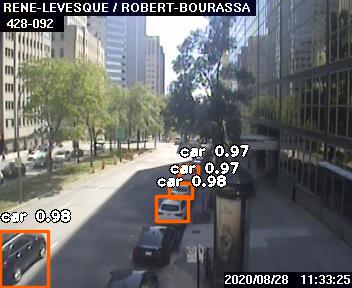 RENE-LEVESQUE / ROBERT-BOURASSA
428-092
car 0.97
car 0.97
car 0.98
car 0.98
2020/08/28 11:33:25